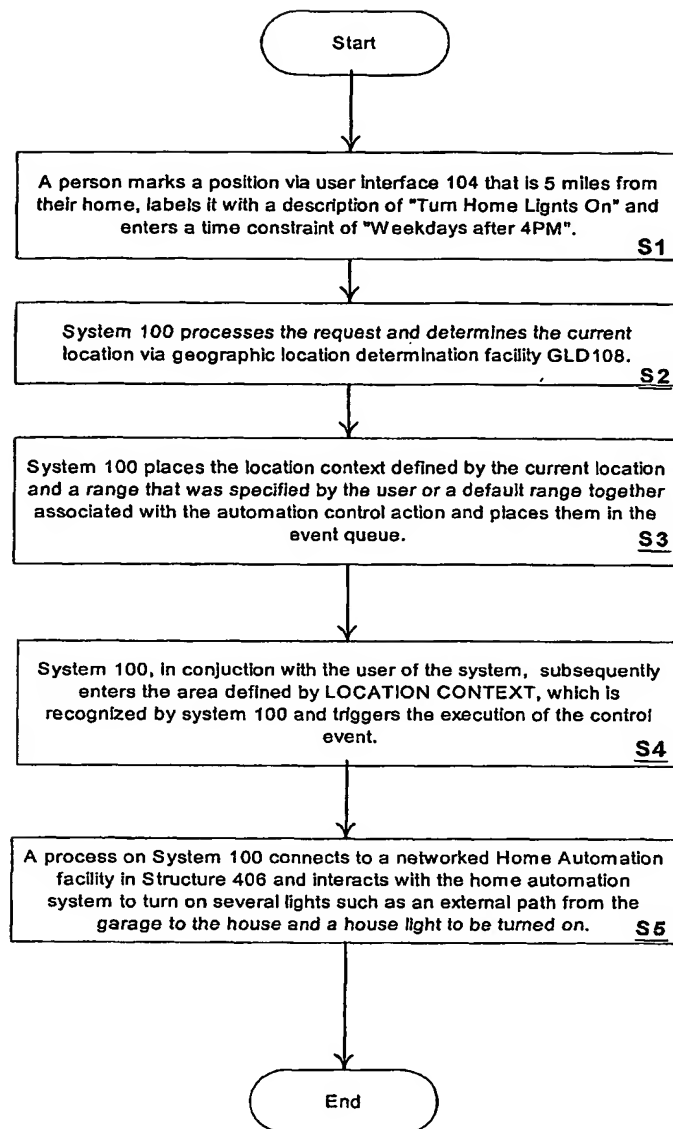 Start
A person marks a position via user interface 104 that is 5 miles from
their home, labels it with a description of "Turn Home Lignts On" and
enters a time constraint of "Weekdays after 4PM".
S1
System 100 processes the request and determines the current
location via geographic location determination facility GLD108.
S2
System 100 places the location context defined by the current location
and a range that was specified by the user or a default range together
associated with the automation control action and places them in the
event queue.
S3
System 100, in conjuction with the user of the system, subsequently
enters the area defined by LOCATION CONTEXT, which is
recognized by system 100 and triggers the execution of the control
event.
S4
A process on System 100 connects to a networked Home Automation
facility in Structure 406 and interacts with the home automation
system to turn on several lights such as an external path from the
garage to the house and a house light to be turned on.
S5
End